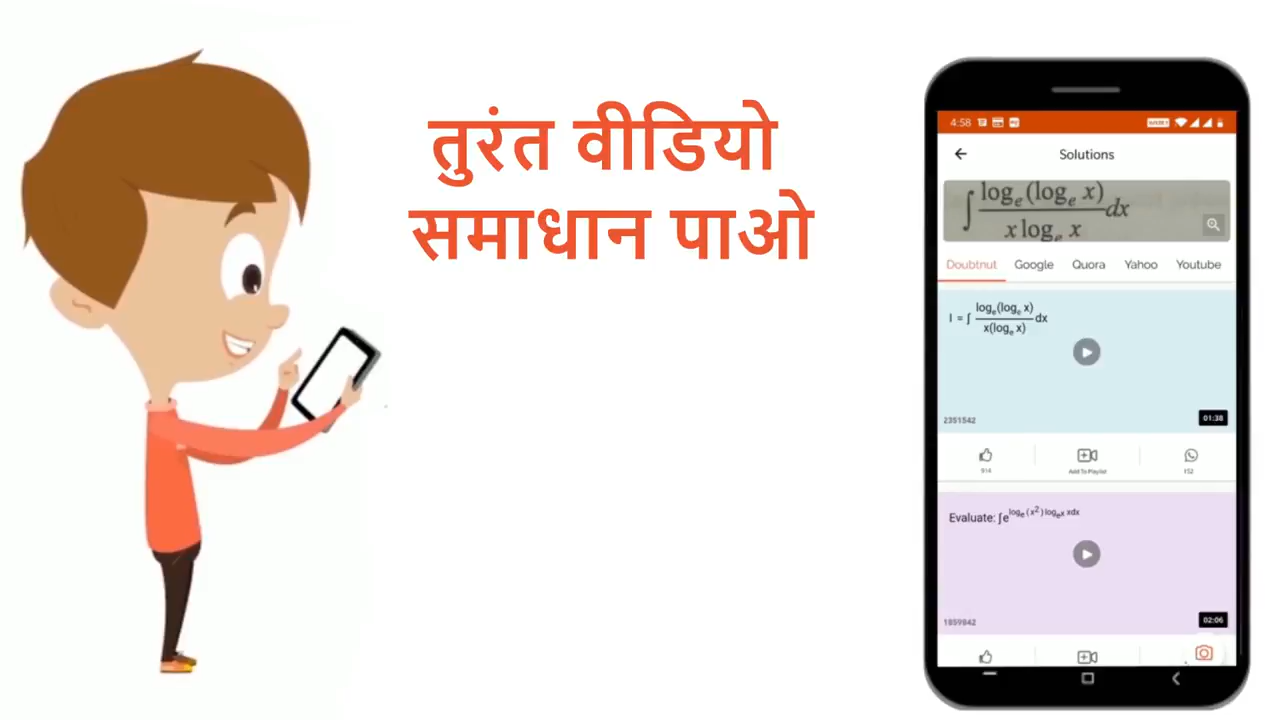 तुरंत वीडियो
समाधान पाओ
4:58
Solutions
∫ logₑ(logₑ x) / x logₑ x dx
Doubtnut Google Quora Yahoo Youtube
I = ∫ logₑ(logₑ x) / x(logₑ x) dx
2351542 01:38
914 Add To Playlist 152
Evaluate: ∫e^logₑ(x²) logₑx xdx
1859842 02:06